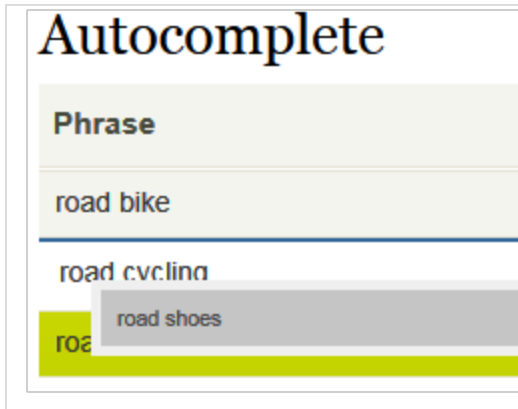 Autocomplete
Phrase
road bike
road cycling
road shoes